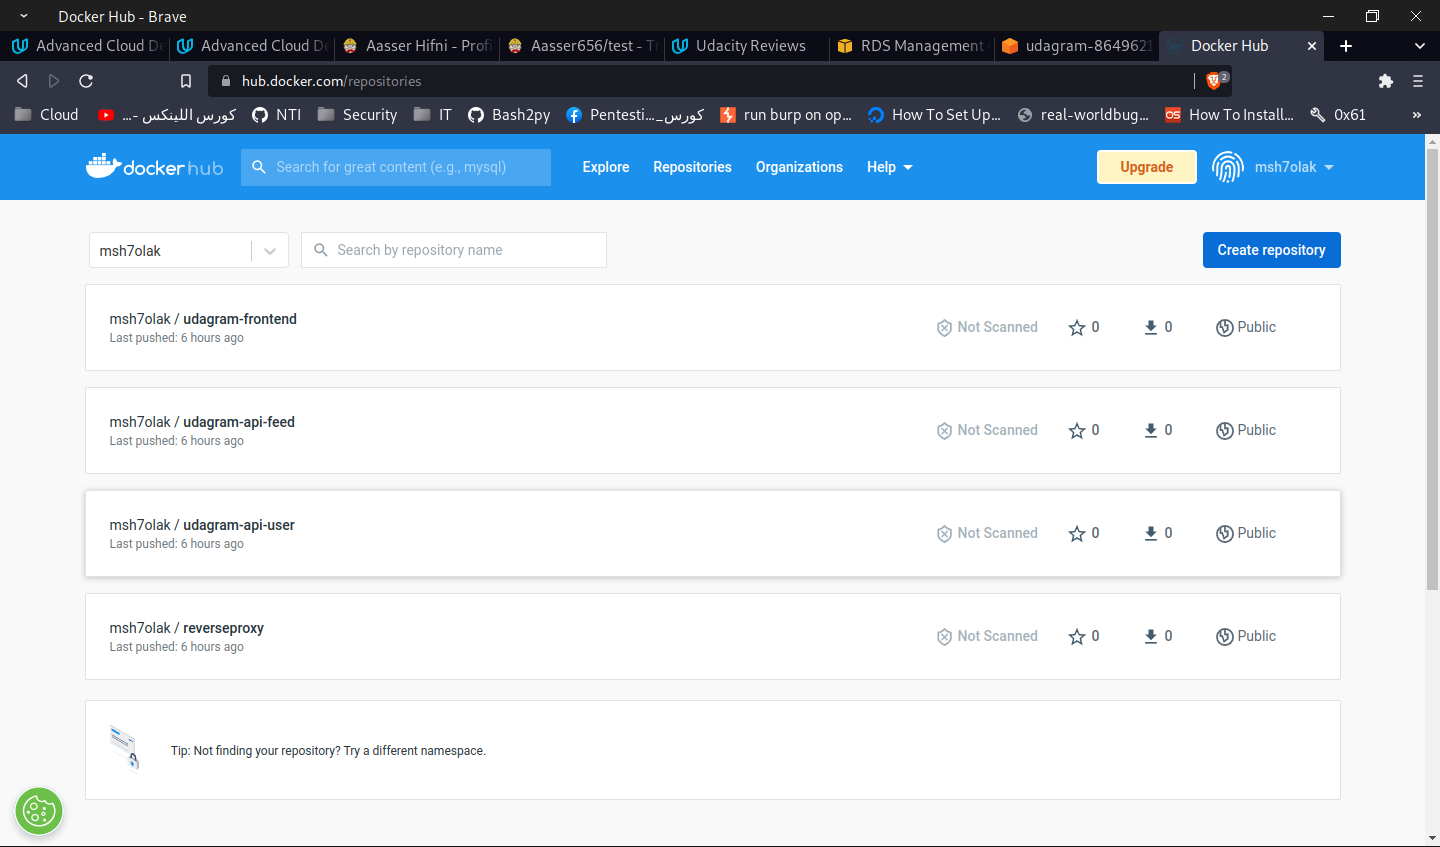 Docker Hub - Brave
Advanced Cloud De
Advanced Cloud De
Aasser Hifni - Profi
Aasser656/test - Tr
Udacity Reviews
RDS Management
udagram-8649621
Docker Hub
hub.docker.com/repositories
2
Cloud
كورس اللينكس -...
NTI
Security
IT
Bash2py
Pentesti..._كورس
run burp on op...
How To Set Up...
real-worldbug...
OS
How To Install...
0x61
»
docker hub
Search for great content (e.g., mysql)
Explore
Repositories
Organizations
Help
Upgrade
msh7olak
msh7olak
Search by repository name
Create repository
msh7olak / udagram-frontend
Last pushed: 6 hours ago
Not Scanned
0
0
Public
msh7olak / udagram-api-feed
Last pushed: 6 hours ago
Not Scanned
0
0
Public
msh7olak / udagram-api-user
Last pushed: 6 hours ago
Not Scanned
0
0
Public
msh7olak / reverseproxy
Last pushed: 6 hours ago
Not Scanned
0
0
Public
Tip: Not finding your repository? Try a different namespace.